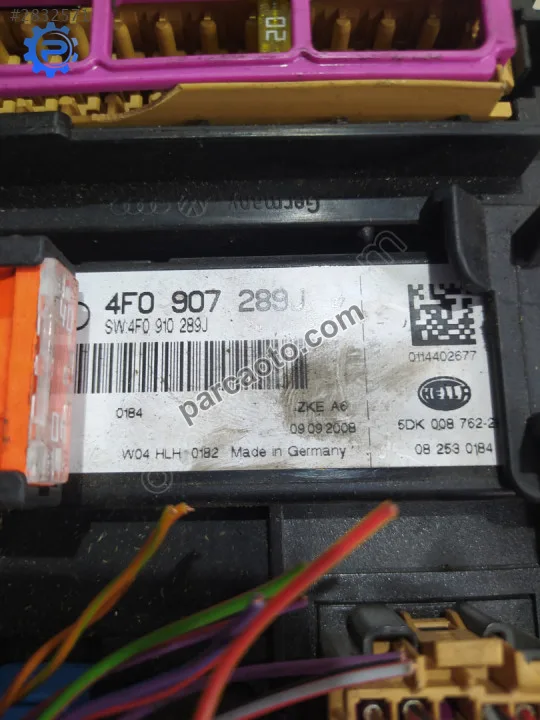 #283257
20
Germany
4F0 907 289J
SW:4F0 910 289J
0114402677
parcaoto.com
HELLA
0184
ZKE A6
5DK 008 762-2
09.09.2008
08 253 0184
W04 HLH 0182 Made in Germany